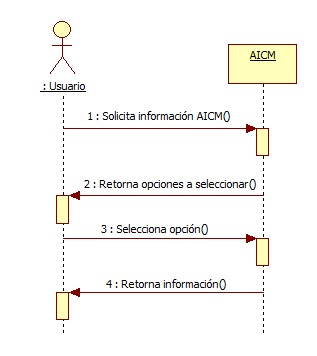 AICM
: Usuario
1 : Solicita información AICM()
2 : Retorna opciones a seleccionar()
3 : Selecciona opción()
4 : Retorna información()